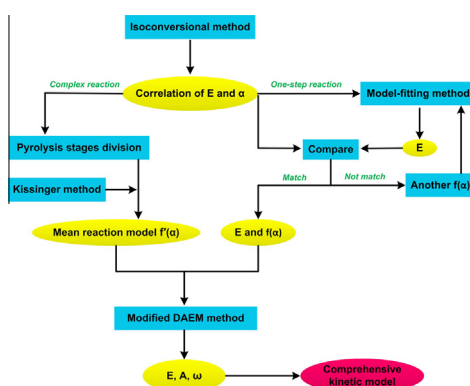 Isoconversional method
Complex reaction
Correlation of E and α
One-step reaction
Model-fitting method
Pyrolysis stages division
Compare
E
Kissinger method
Match
Not match
Another f(α)
Mean reaction model f'(α)
E and f(α)
Modified DAEM method
E, A, ω
Comprehensive
kinetic model